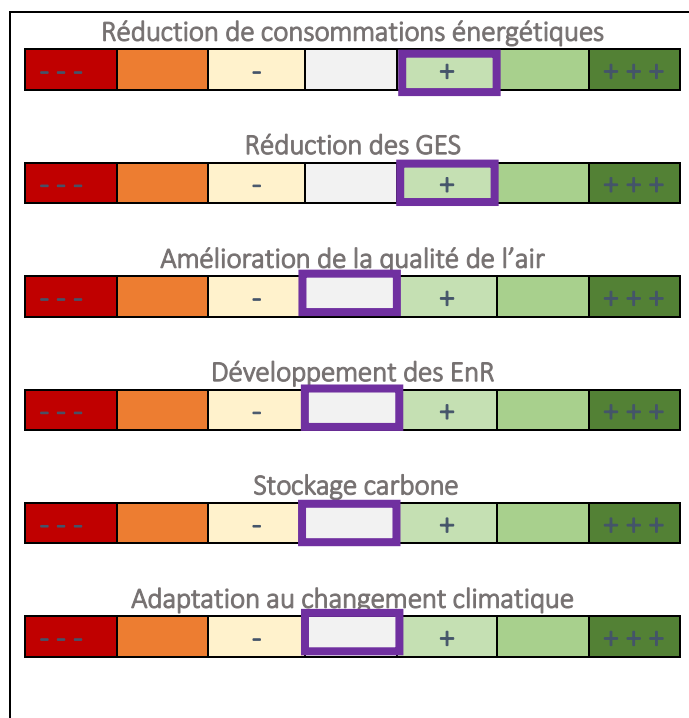 Réduction de consommations énergétiques
- - - - + + + +
Réduction des GES
- - - - + + + +
Amélioration de la qualité de l'air
- - - - + + + +
Développement des EnR
- - - - + + + +
Stockage carbone
- - - - + + + +
Adaptation au changement climatique
- - - - + + + +